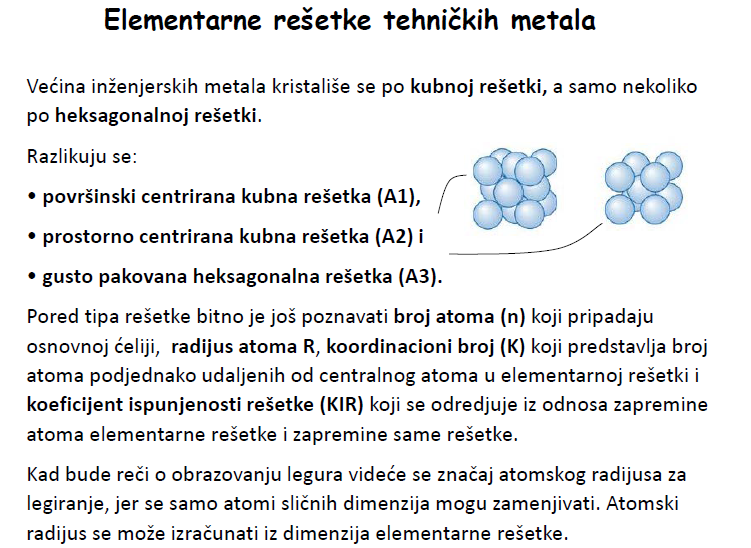 Elementarne rešetke tehničkih metala
Većina inženjerskih metala kristališe se po kubnoj rešetki, a samo nekoliko
po heksagonalnoj rešetki.
Razlikuju se:
• površinski centrirana kubna rešetka (A1),
• prostorno centrirana kubna rešetka (A2) i
• gusto pakovana heksagonalna rešetka (A3).
Pored tipa rešetke bitno je još poznavati broj atoma (n) koji pripadaju
osnovnoj ćeliji, radijus atoma R, koordinacioni broj (K) koji predstavlja broj
atoma podjednako udaljenih od centralnog atoma u elementarnoj rešetki i
koeficijent ispunjenosti rešetke (KIR) koji se odredjuje iz odnosa zapremine
atoma elementarne rešetke i zapremine same rešetke.
Kad bude reči o obrazovanju legura videće se značaj atomskog radijusa za
legiranje, jer se samo atomi sličnih dimenzija mogu zamenjivati. Atomski
radijus se može izračunati iz dimenzija elementarne rešetke.